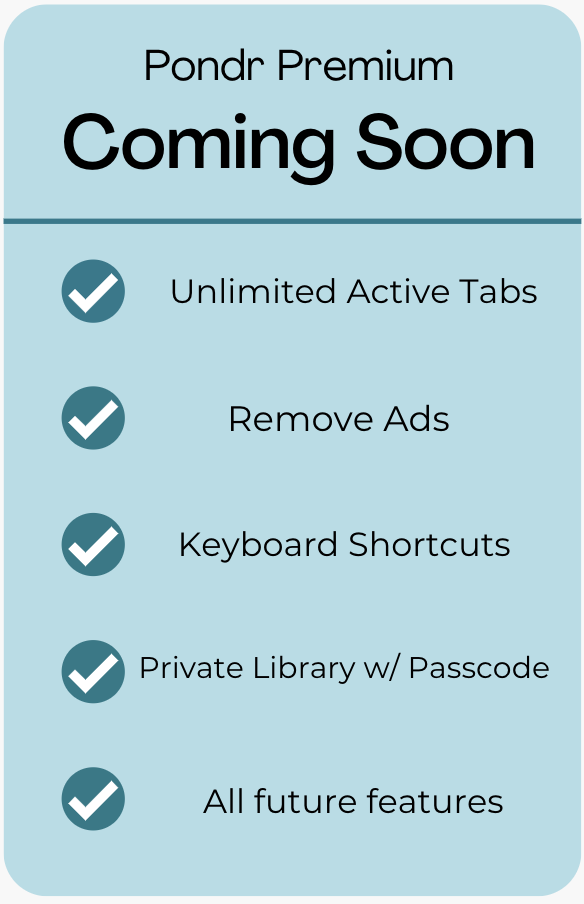 Pondr Premium
Coming Soon
Unlimited Active Tabs
Remove Ads
Keyboard Shortcuts
Private Library w/ Passcode
All future features